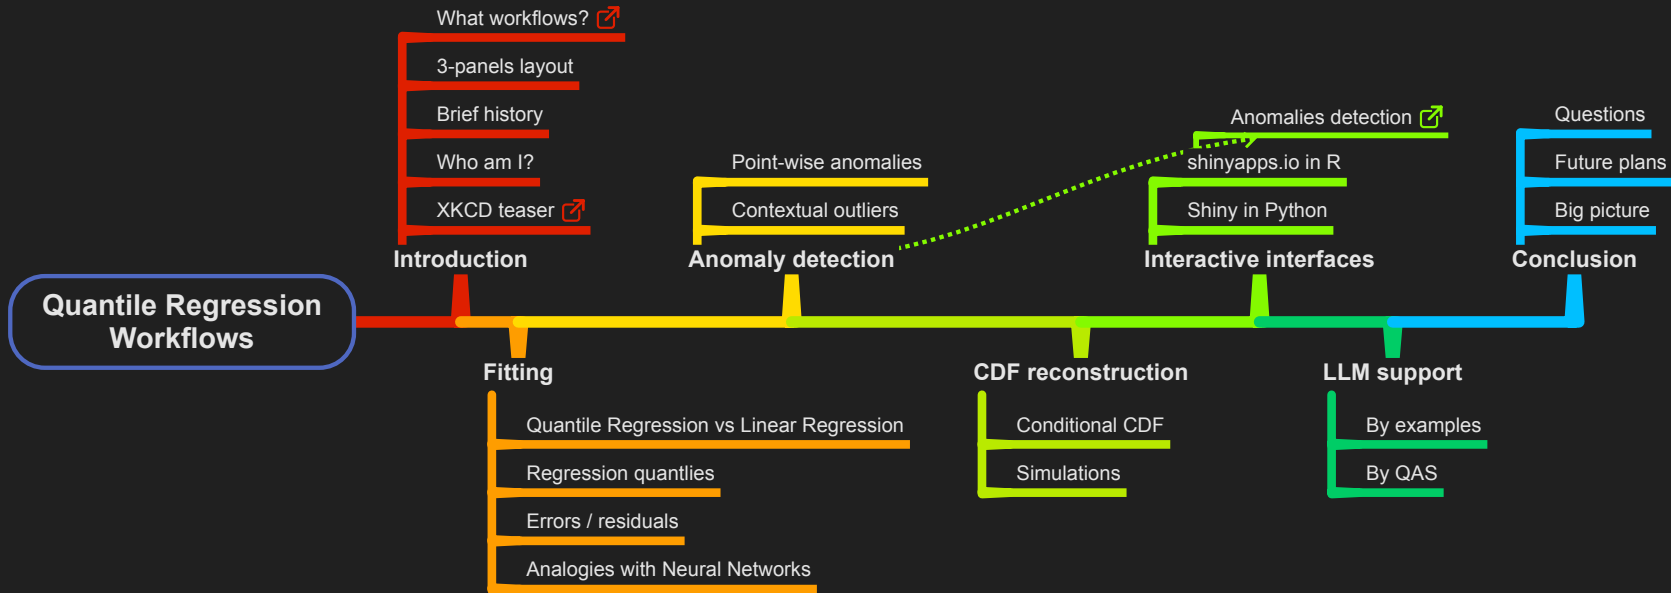 Quantile Regression
Workflows
What workflows?
3-panels layout
Brief history
Who am I?
XKCD teaser
Introduction
Fitting
Quantile Regression vs Linear Regression
Regression quantlies
Errors / residuals
Analogies with Neural Networks
Point-wise anomalies
Contextual outliers
Anomaly detection
CDF reconstruction
Conditional CDF
Simulations
Anomalies detection
shinyapps.io in R
Shiny in Python
Interactive interfaces
LLM support
By examples
By QAS
Questions
Future plans
Big picture
Conclusion